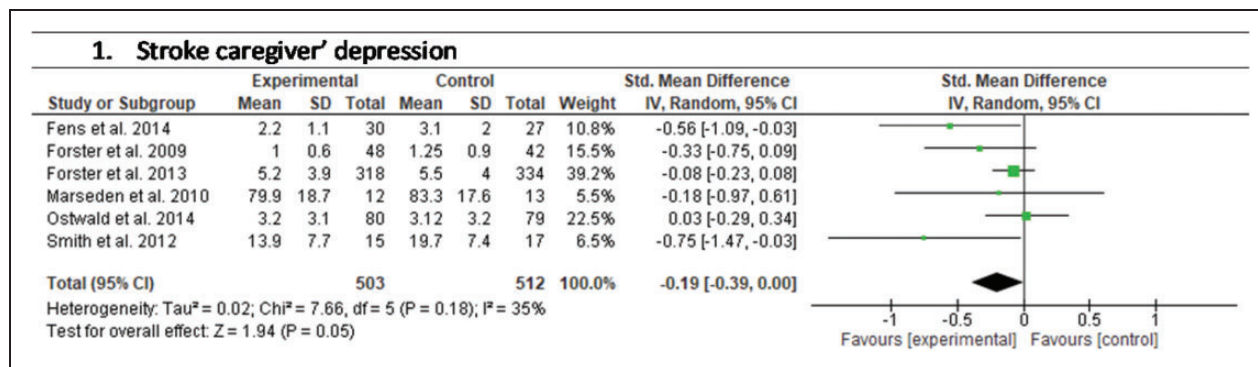 1. Stroke caregiver' depression
Experimental Control Std. Mean Difference Std. Mean Difference
Study or Subgroup Mean SD Total Mean SD Total Weight IV, Random, 95% CI IV, Random, 95% CI
Fens et al. 2014 2.2 1.1 30 3.1 2 27 10.8% -0.56 [-1.09, -0.03]
Forster et al. 2009 1 0.6 48 1.25 0.9 42 15.5% -0.33 [-0.75, 0.09]
Forster et al. 2013 5.2 3.9 318 5.5 4 334 39.2% -0.08 [-0.23, 0.08]
Marseden et al. 2010 79.9 18.7 12 83.3 17.6 13 5.5% -0.18 [-0.97, 0.61]
Ostwald et al. 2014 3.2 3.1 80 3.12 3.2 79 22.5% 0.03 [-0.29, 0.34]
Smith et al. 2012 13.9 7.7 15 19.7 7.4 17 6.5% -0.75 [-1.47, -0.03]
Total (95% CI) 503 512 100.0% -0.19 [-0.39, 0.00]
Heterogeneity: Tau² = 0.02; Chi² = 7.66, df = 5 (P = 0.18); I² = 35%
Test for overall effect: Z = 1.94 (P = 0.05)
-1 -0.5 0 0.5 1
Favours [experimental] Favours [control]